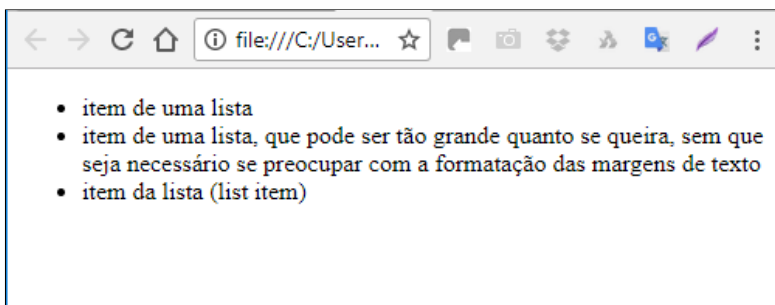 file:///C:/User...
item de uma lista
item de uma lista, que pode ser tão grande quanto se queira, sem que
seja necessário se preocupar com a formatação das margens de texto
item da lista (list item)